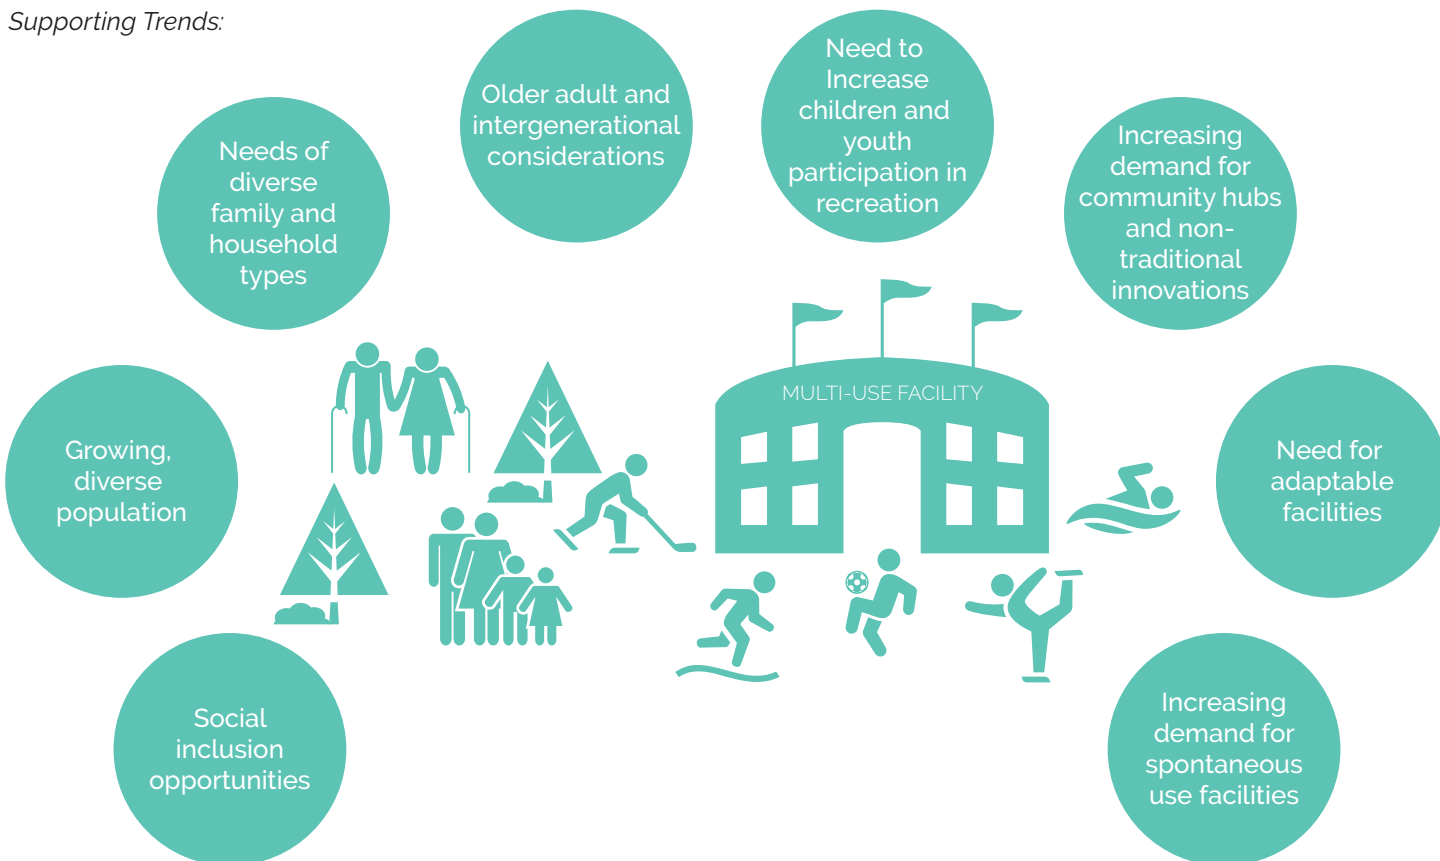 Supporting Trends:
Social
inclusion
opportunities
Growing,
diverse
population
Needs of
diverse
family and
household
types
Older adult and
intergenerational
considerations
Need to
Increase
children and
youth
participation in
recreation
Increasing
demand for
community hubs
and non-
traditional
innovations
Need for
adaptable
facilities
Increasing
demand for
spontaneous
use facilities
MULTI-USE FACILITY